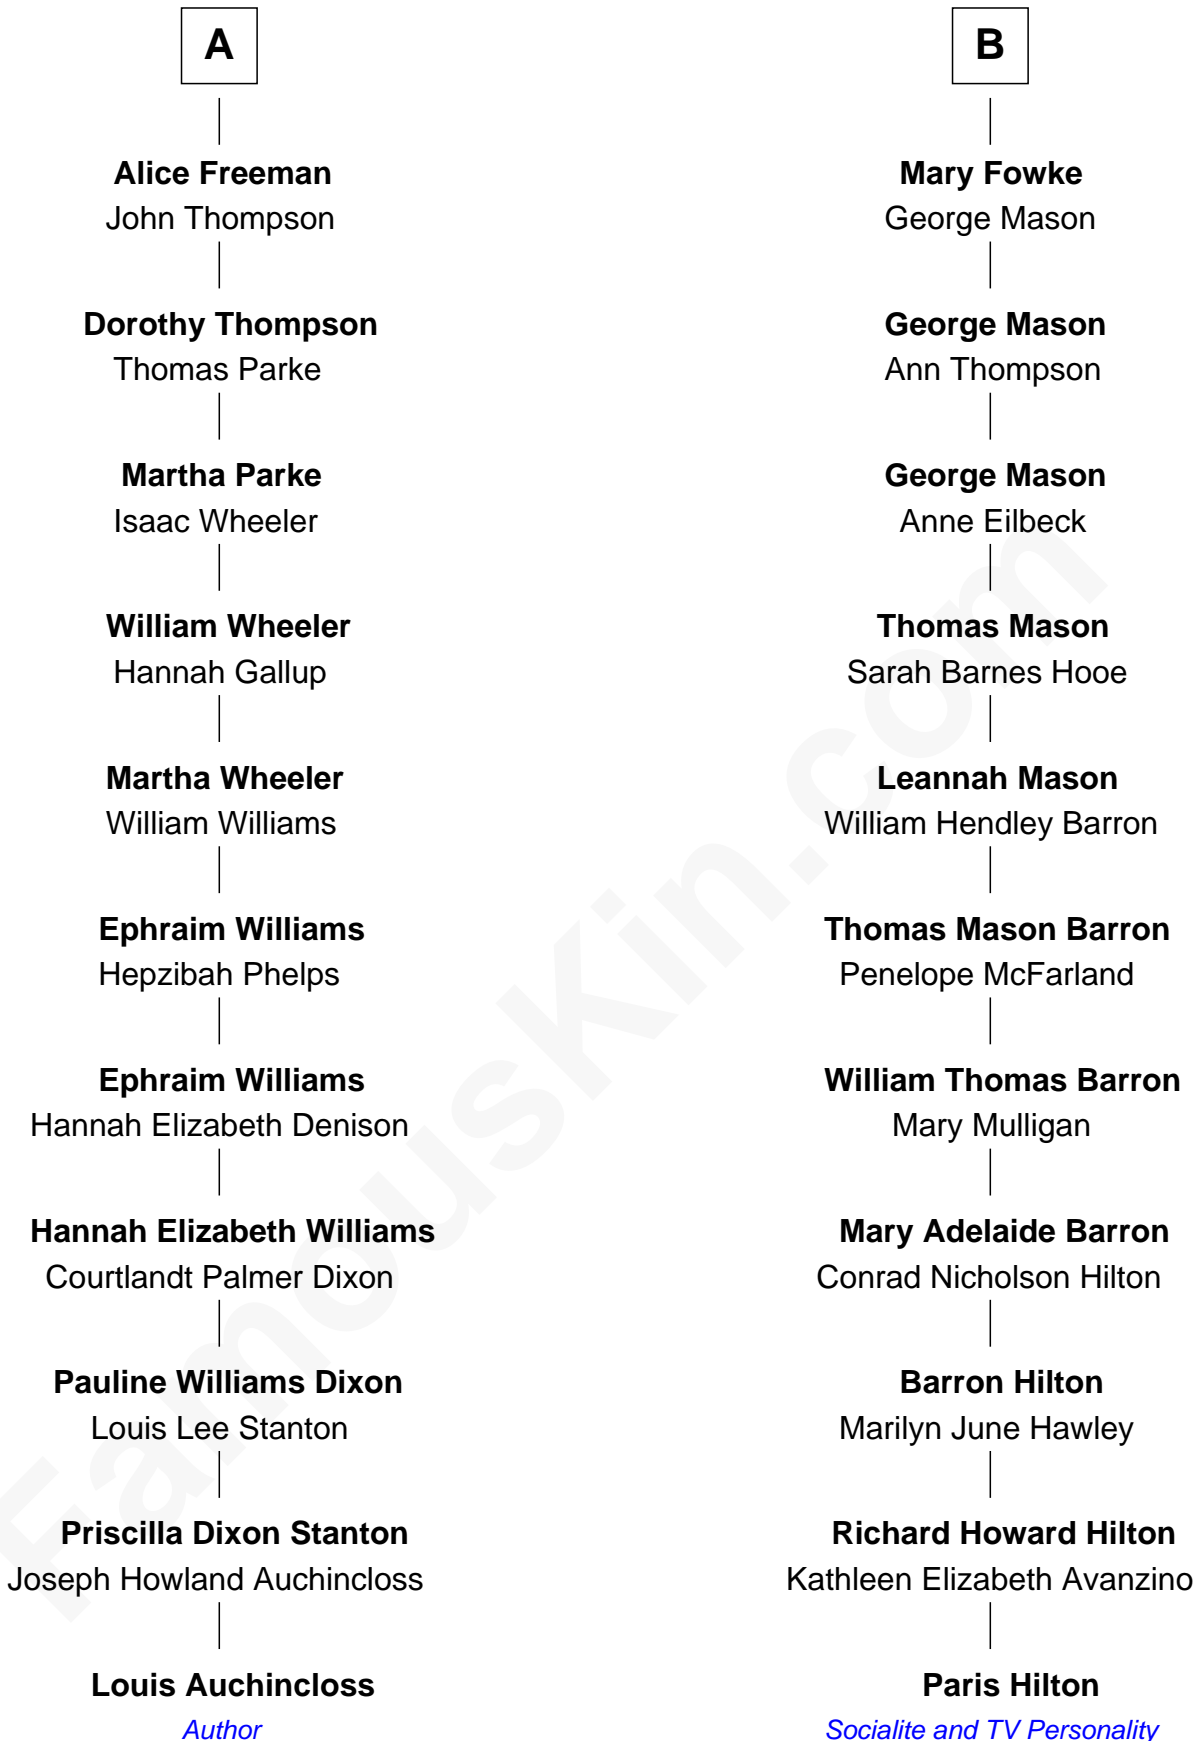 A
Alice Freeman
John Thompson
Dorothy Thompson
Thomas Parke
Martha Parke
Isaac Wheeler
William Wheeler
Hannah Gallup
Martha Wheeler
William Williams
Ephraim Williams
Hepzibah Phelps
Ephraim Williams
Hannah Elizabeth Denison
Hannah Elizabeth Williams
Courtlandt Palmer Dixon
Pauline Williams Dixon
Louis Lee Stanton
Priscilla Dixon Stanton
Joseph Howland Auchincloss
Louis Auchincloss
Author
B
Mary Fowke
George Mason
George Mason
Ann Thompson
George Mason
Anne Eilbeck
Thomas Mason
Sarah Barnes Hooe
Leannah Mason
William Hendley Barron
Thomas Mason Barron
Penelope McFarland
William Thomas Barron
Mary Mulligan
Mary Adelaide Barron
Conrad Nicholson Hilton
Barron Hilton
Marilyn June Hawley
Richard Howard Hilton
Kathleen Elizabeth Avanzino
Paris Hilton
Socialite and TV Personality
FamousKin.com